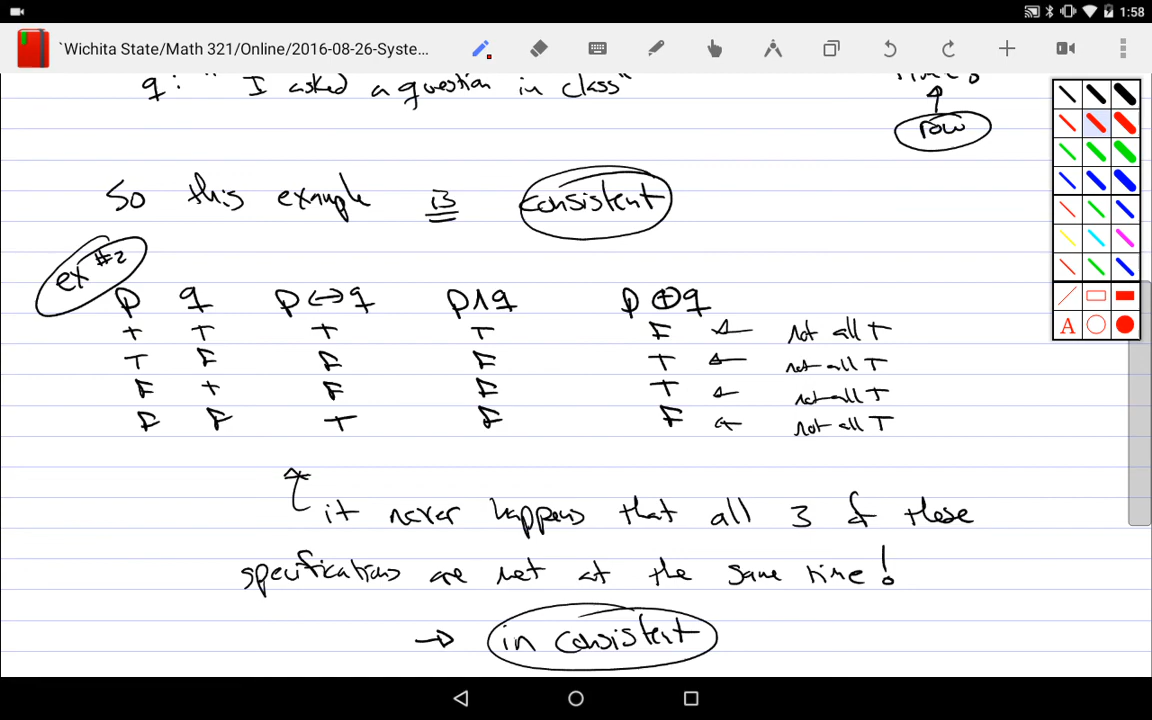 1:58
`Wichita State/Math 321/Online/2016-08-26-Syste...
q: " I asked a question in class"
row
So this example is consistent
ex #2
p q p ↔ q p ∧ q p ⊕ q
T T T T F ← not all T
T F F F T ← not all T
F T F F T ← not all T
F F T F F ← not all T
it never happens that all 3 of these
specifications are met at the same time!
→ in consistent
A